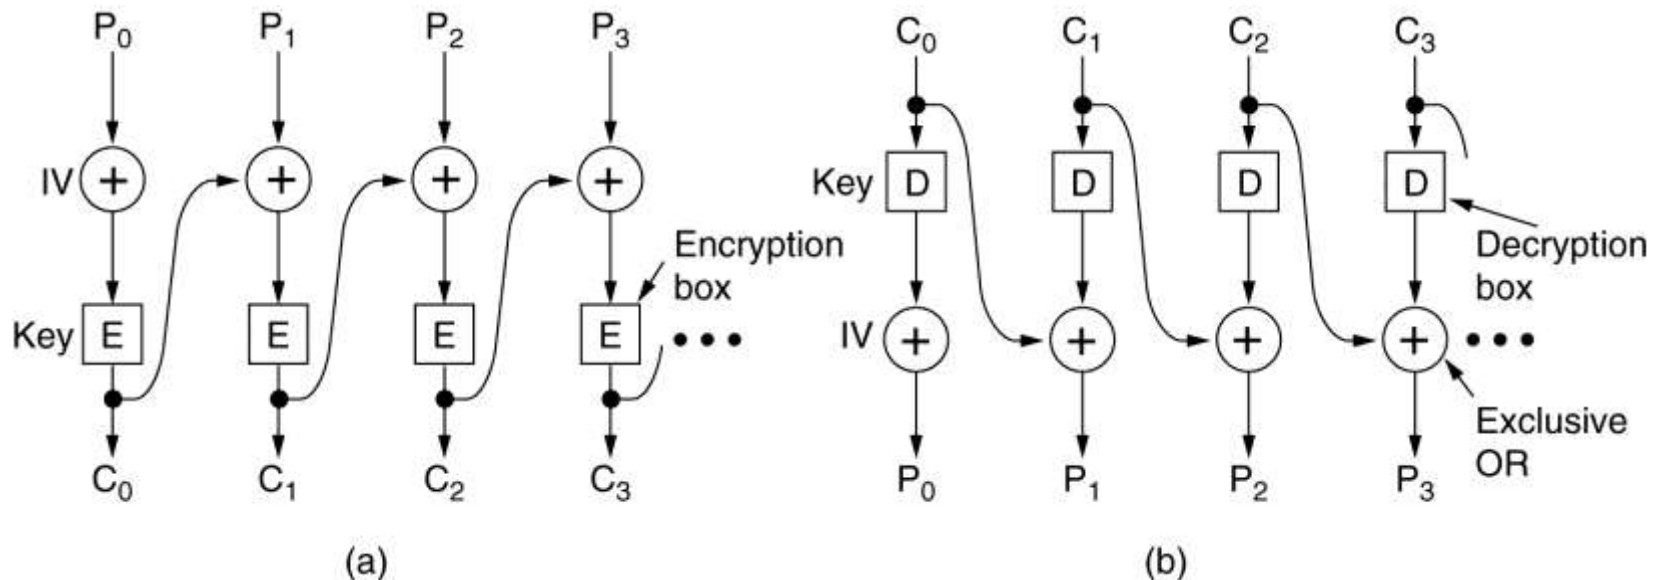 P₀ P₁ P₂ P₃
IV + + + +
Encryption
box
Key E E E E • • •
C₀ C₁ C₂ C₃
(a)
C₀ C₁ C₂ C₃
Key D D D D
Decryption
box
IV + + + + • • •
Exclusive
OR
P₀ P₁ P₂ P₃
(b)